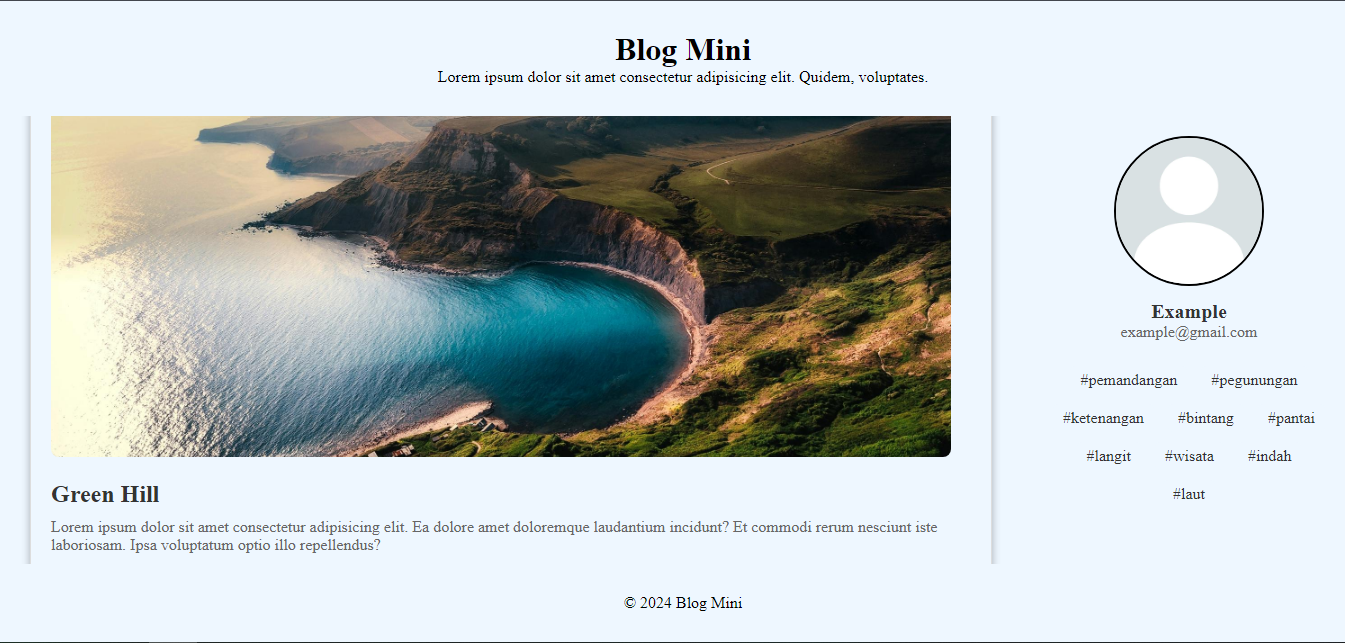 Blog Mini
Lorem ipsum dolor sit amet consectetur adipisicing elit. Quidem, voluptates.
Green Hill
Lorem ipsum dolor sit amet consectetur adipisicing elit. Ea dolore amet doloremque laudantium incidunt? Et commodi rerum nesciunt iste
laboriosam. Ipsa voluptatum optio illo repellendus?
Example
example@gmail.com
#pemandangan #pegunungan
#ketenangan #bintang #pantai
#langit #wisata #indah
#laut
© 2024 Blog Mini